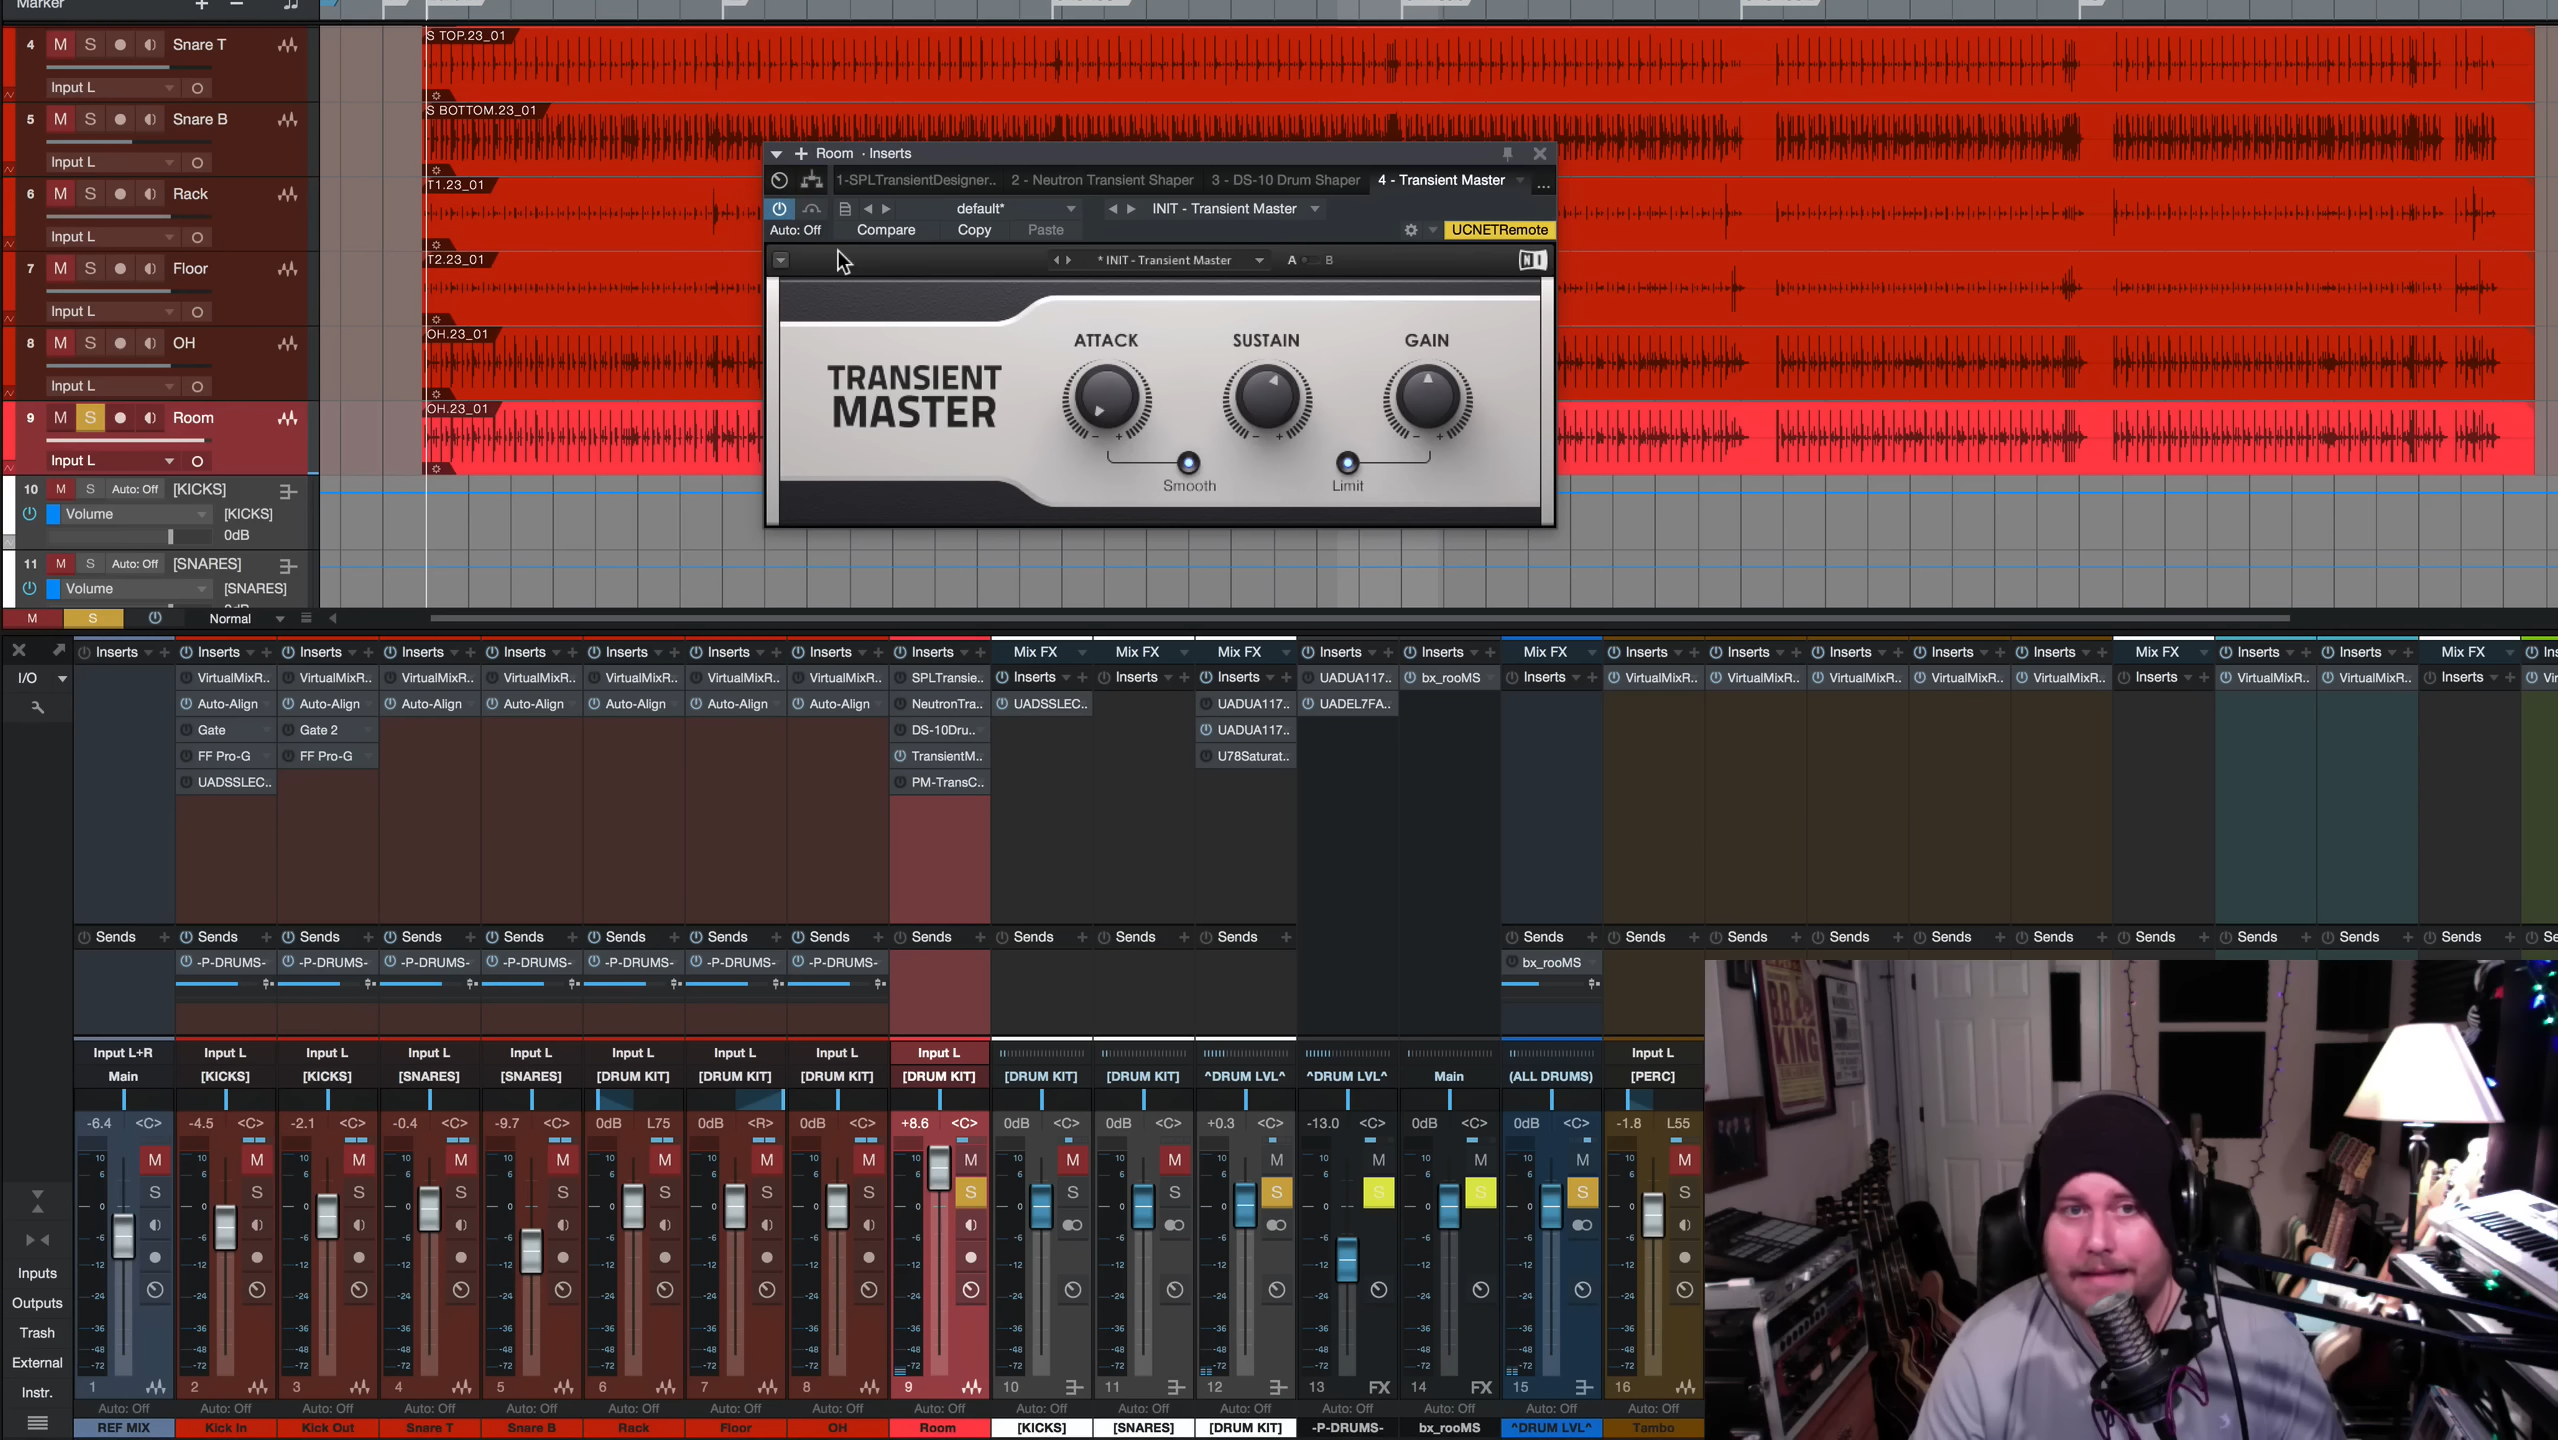 Marker
4 M S Snare T
Input L
5 M S Snare B
Input L
6 M S Rack
Input L
7 M S Floor
Input L
8 M S OH
Input L
9 M S Room
Input L
10 M S Auto: Off [KICKS]
Volume [KICKS]
0dB
11 M S Auto: Off [SNARES]
Volume [SNARES]
M S Normal
S TOP.23_01
S BOTTOM.23_01
T1.23_01
T2.23_01
OH.23_01
OH.23_01
Room · Inserts
1-SPLTransientDesigner.. 2 - Neutron Transient Shaper 3 - DS-10 Drum Shaper 4 - Transient Master ...
default* INIT - Transient Master
Auto: Off Compare Copy Paste UCNETRemote
* INIT - Transient Master A B
TRANSIENT
MASTER
ATTACK SUSTAIN GAIN
Smooth Limit
Inserts Inserts Inserts Inserts Inserts Inserts Inserts Inserts Inserts Mix FX Mix FX Mix FX Inserts Inserts Mix FX Inserts Inserts Inserts Inserts Inserts Mix FX Inserts Inserts Mix FX
I/O VirtualMixR.. VirtualMixR.. VirtualMixR.. VirtualMixR.. VirtualMixR.. VirtualMixR.. VirtualMixR.. SPLTransie.. Inserts Inserts Inserts UADUA117.. bx_rooMS Inserts VirtualMixR.. VirtualMixR.. VirtualMixR.. VirtualMixR.. VirtualMixR.. Inserts VirtualMixR.. VirtualMixR.. Inserts
Auto-Align Auto-Align Auto-Align Auto-Align Auto-Align Auto-Align Auto-Align NeutronTra.. UADSSLEC.. UADUA117.. UADEL7FA..
Gate Gate 2 DS-10Dru.. UADUA117..
FF Pro-G FF Pro-G TransientM.. U78Saturat..
UADSSLEC.. PM-TransC..
Sends Sends Sends Sends Sends Sends Sends Sends Sends Sends Sends Sends Sends Sends Sends Sends Sends Sends Sends Sends Sends Sends
-P-DRUMS- -P-DRUMS- -P-DRUMS- -P-DRUMS- -P-DRUMS- -P-DRUMS- -P-DRUMS- bx_rooMS
Input L+R Input L Input L Input L Input L Input L Input L Input L Input L Input L
Main [KICKS] [KICKS] [SNARES] [SNARES] [DRUM KIT] [DRUM KIT] [DRUM KIT] [DRUM KIT] [DRUM KIT] [DRUM KIT] ^DRUM LVL^ ^DRUM LVL^ Main (ALL DRUMS) [PERC]
-6.4 <C> -4.5 <C> -2.1 <C> -0.4 <C> -9.7 <C> 0dB L75 0dB <R> 0dB <C> +8.6 <C> 0dB <C> 0dB <C> +0.3 <C> -13.0 <C> 0dB <C> 0dB <C> -1.8 L55
Inputs
Outputs
Trash
External
Instr.
1 2 3 4 5 6 7 8 9 10 11 12 13 FX 14 FX 15 16
Auto: Off Auto: Off Auto: Off Auto: Off Auto: Off Auto: Off Auto: Off Auto: Off Auto: Off Auto: Off Auto: Off Auto: Off Auto: Off Auto: Off Auto: Off Auto: Off
REF MIX Kick In Kick Out Snare T Snare B Rack Floor OH Room [KICKS] [SNARES] [DRUM KIT] -P-DRUMS- bx_rooMS ^DRUM LVL^ Tambo
B.B.
KING